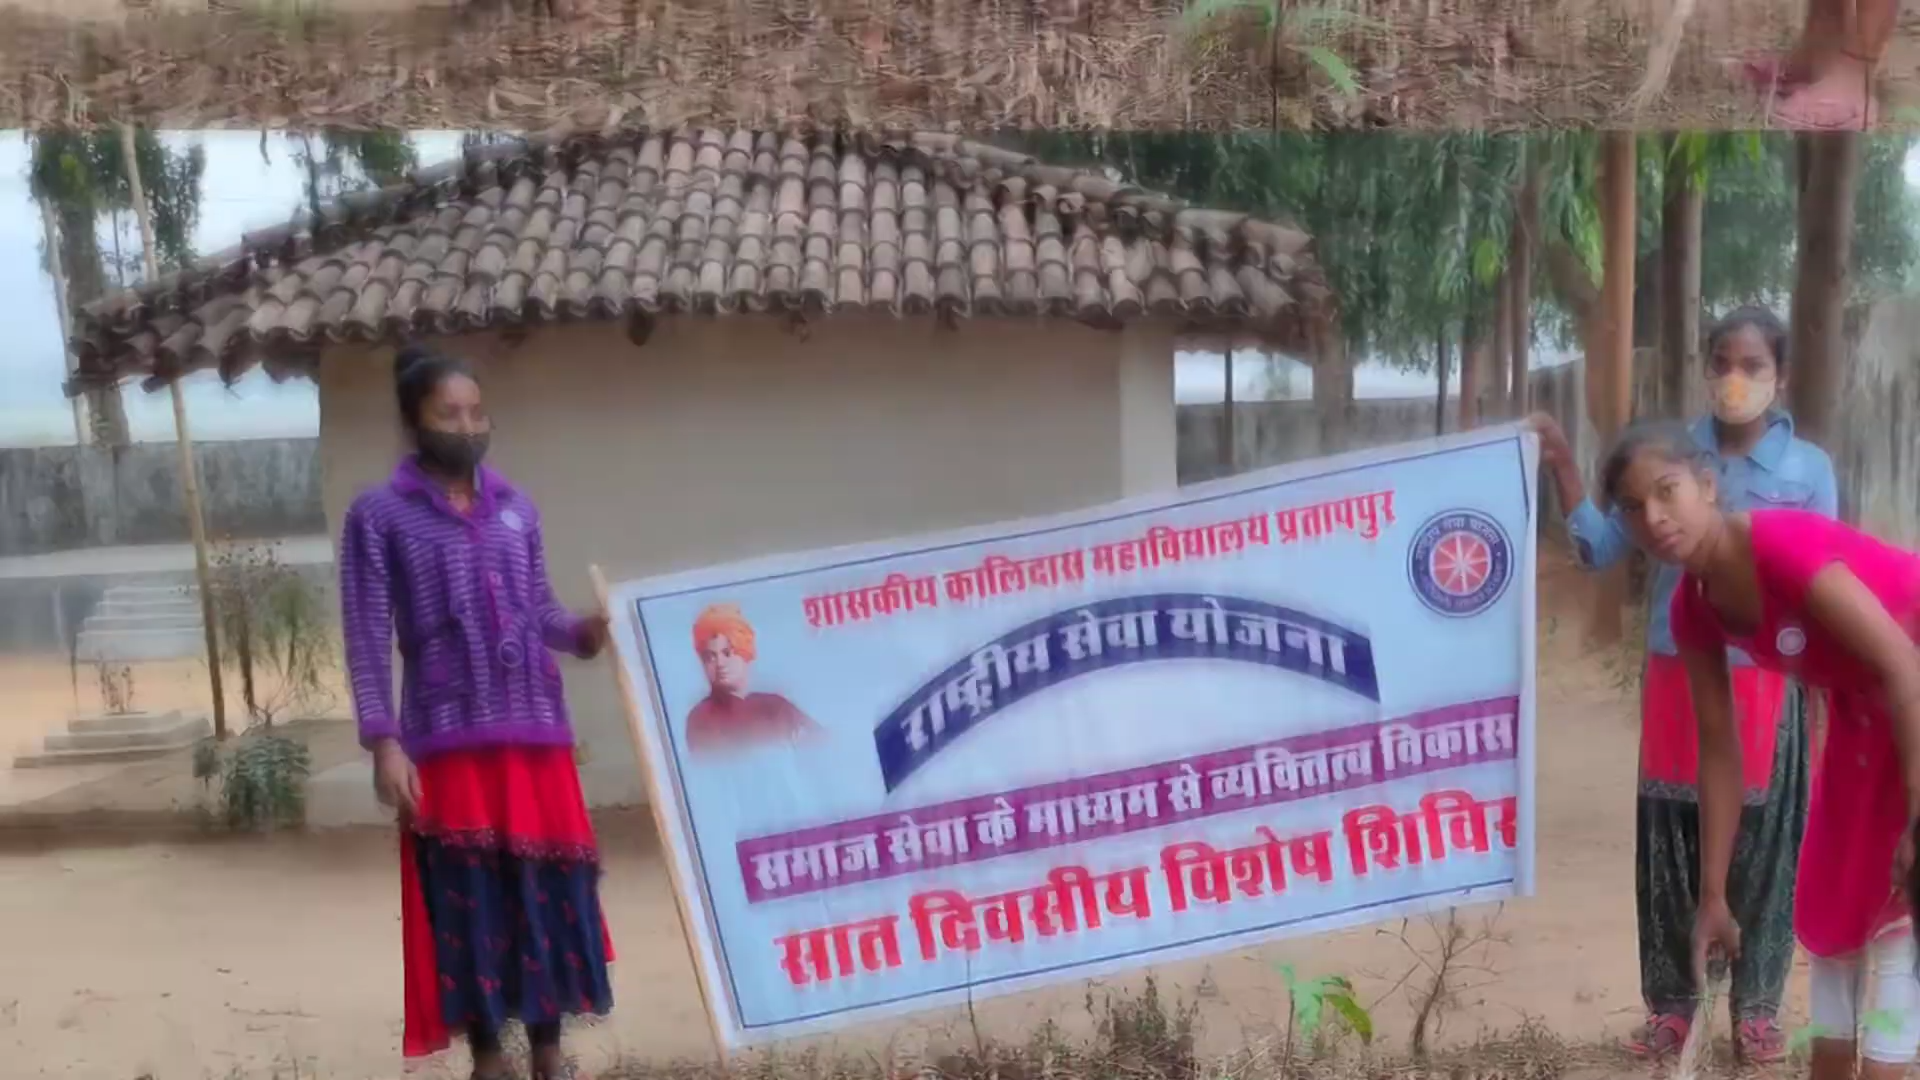 शासकीय कालिदास महाविद्यालय प्रतापपुर
राष्ट्रीय सेवा योजना
समाज सेवा के माध्यम से व्यक्तित्व विकास
सात दिवसीय विशेष शिविर